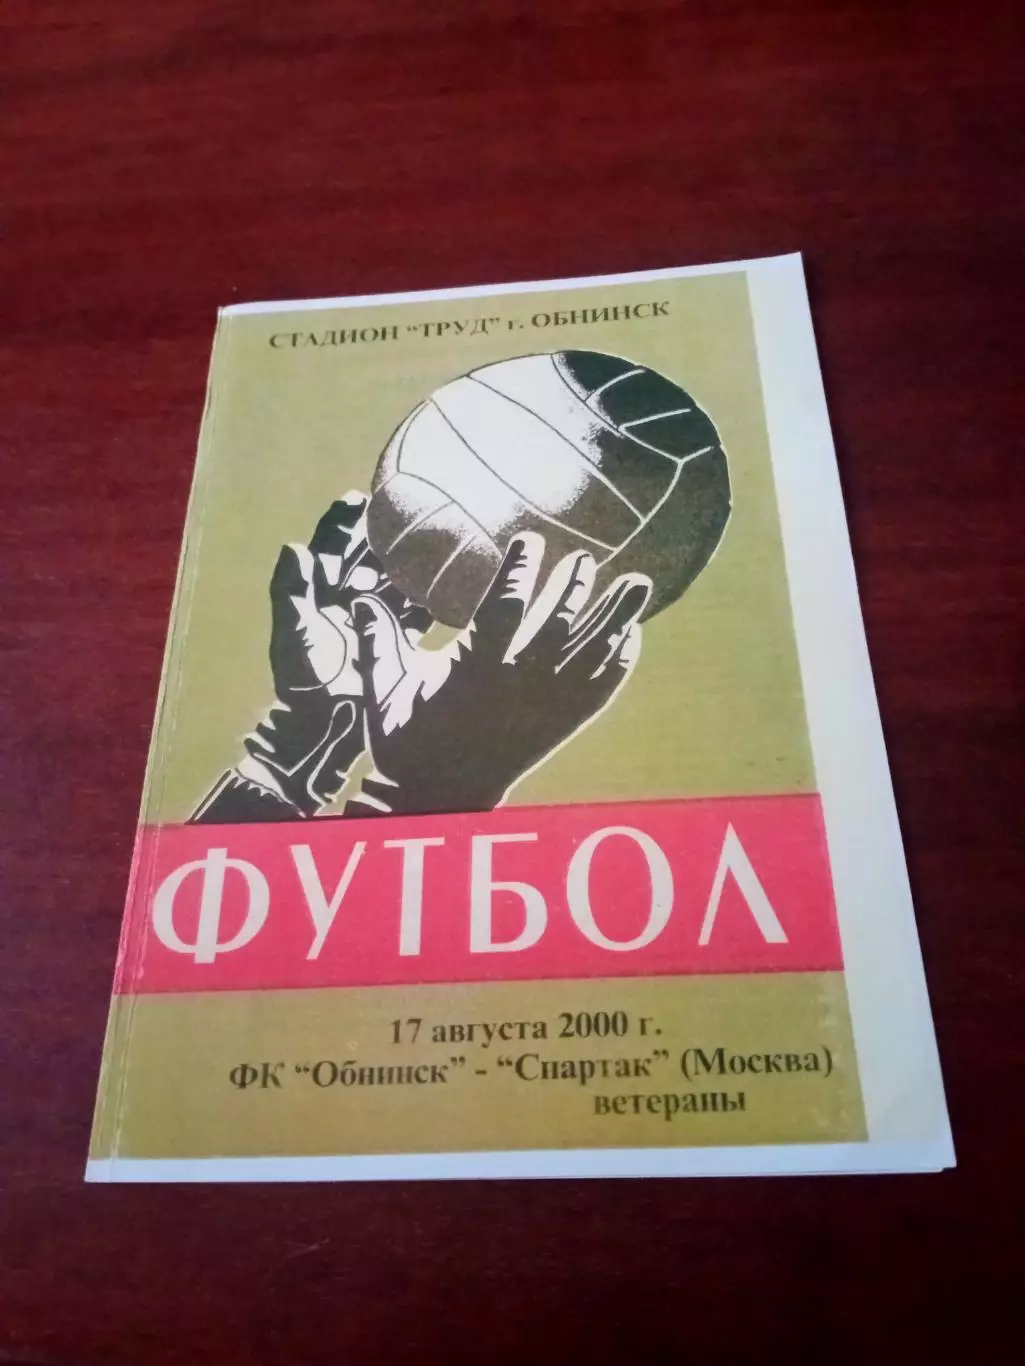 СТАДИОН “ТРУД” г. ОБНИНСК
ФУТБОЛ
17 августа 2000 г.
ФК “Обнинск” - “Спартак” (Москва)
ветераны